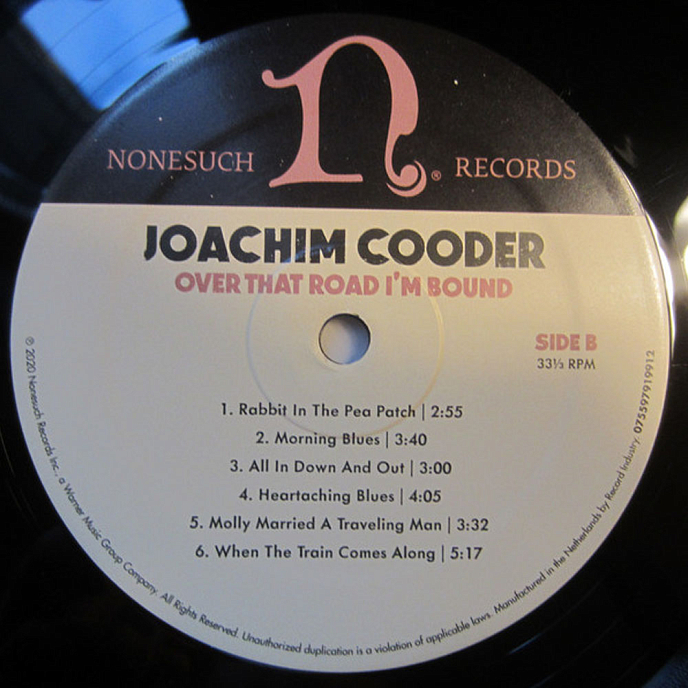 NONESUCH n® RECORDS
JOACHIM COODER
OVER THAT ROAD I'M BOUND
SIDE B
33⅓ RPM
1. Rabbit In The Pea Patch | 2:55
2. Morning Blues | 3:40
3. All In Down And Out | 3:00
4. Heartaching Blues | 4:05
5. Molly Married A Traveling Man | 3:32
6. When The Train Comes Along | 5:17
℗ 2020 Nonesuch Records Inc., a Warner Music Group Company. All Rights Reserved. Unauthorized duplication is a violation of applicable laws. Manufactured in the Netherlands by Record Industry. 075597919912